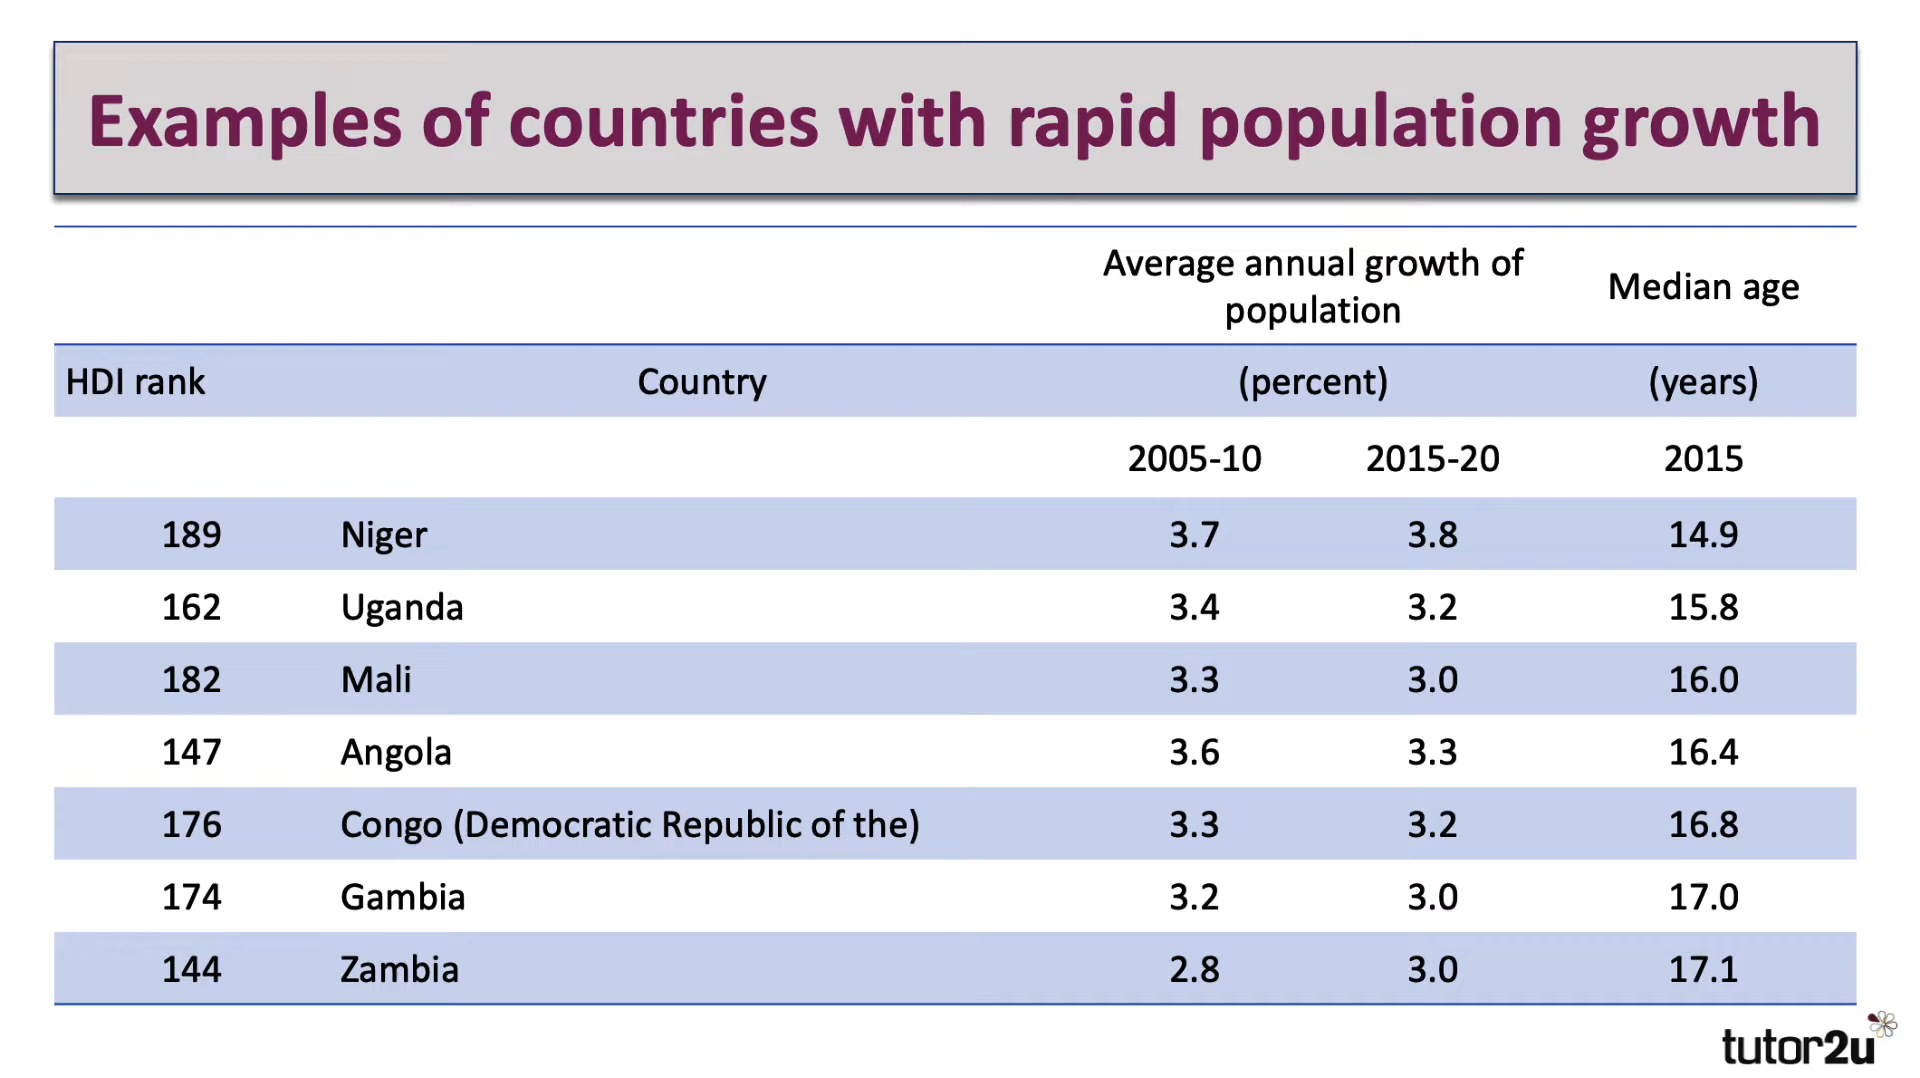 Examples of countries with rapid population growth
Average annual growth of
population
Median age
HDI rank Country (percent) (years)
2005-10 2015-20 2015
189 Niger 3.7 3.8 14.9
162 Uganda 3.4 3.2 15.8
182 Mali 3.3 3.0 16.0
147 Angola 3.6 3.3 16.4
176 Congo (Democratic Republic of the) 3.3 3.2 16.8
174 Gambia 3.2 3.0 17.0
144 Zambia 2.8 3.0 17.1
tutor2u